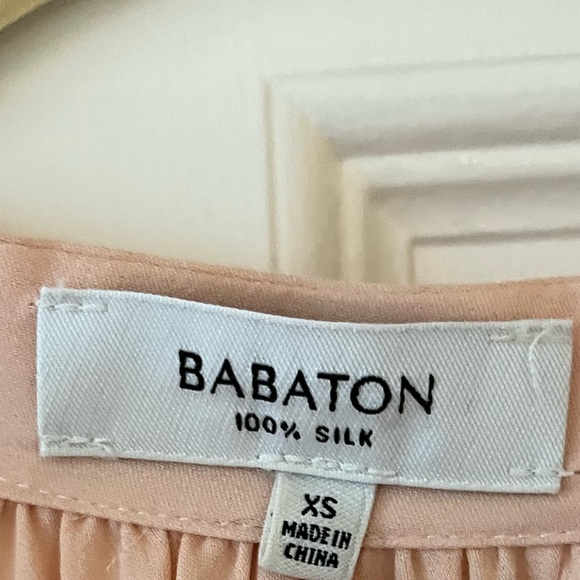 BABATON
100% SILK
XS
MADE IN
CHINA